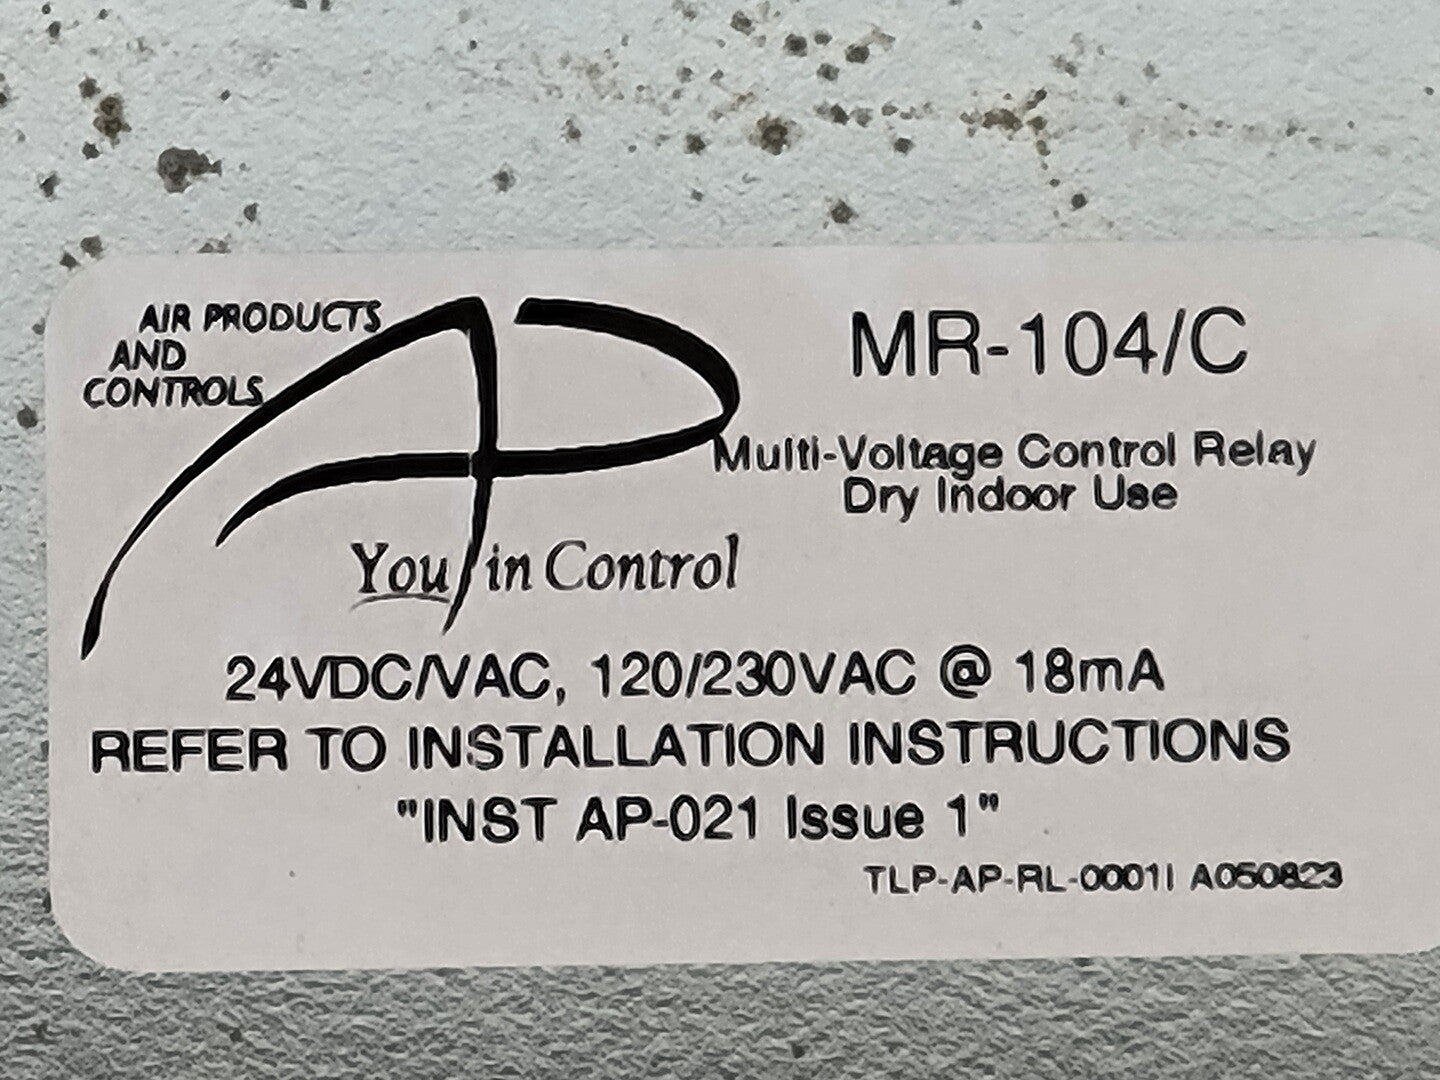 AIR PRODUCTS
AND
CONTROLS
AP
You in Control
MR-104/C
Multi-Voltage Control Relay
Dry Indoor Use
24VDC/VAC, 120/230VAC @ 18mA
REFER TO INSTALLATION INSTRUCTIONS
"INST AP-021 Issue 1"
TLP-AP-RL-0001I A050823